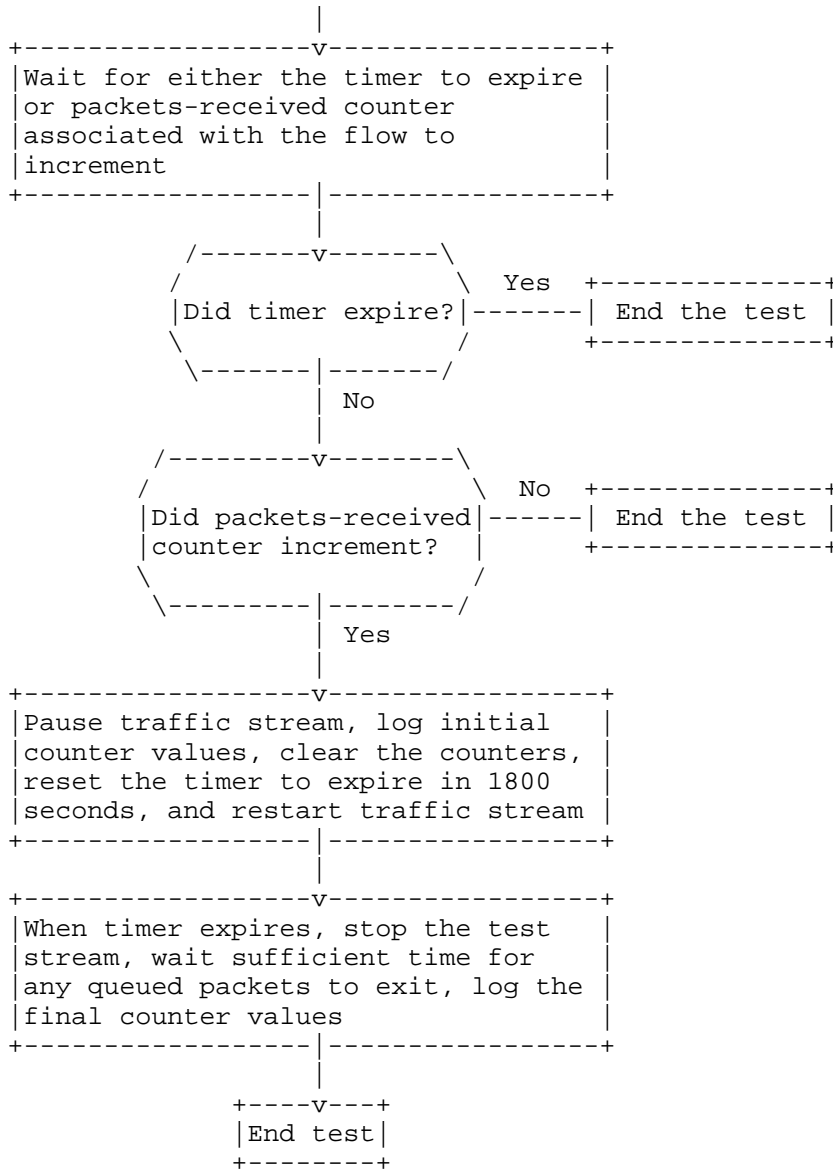 Wait for either the timer to expire
or packets-received counter
associated with the flow to
increment
Yes
Did timer expire?
End the test
No
No
Did packets-received
End the test
counter increment?
Yes
Pause traffic stream, log initial
counter values, clear the counters,
reset the timer to expire in 1800
seconds, and restart traffic stream
When timer expires, stop the test
stream, wait sufficient time for
any queued packets to exit, log the
final counter values
End test